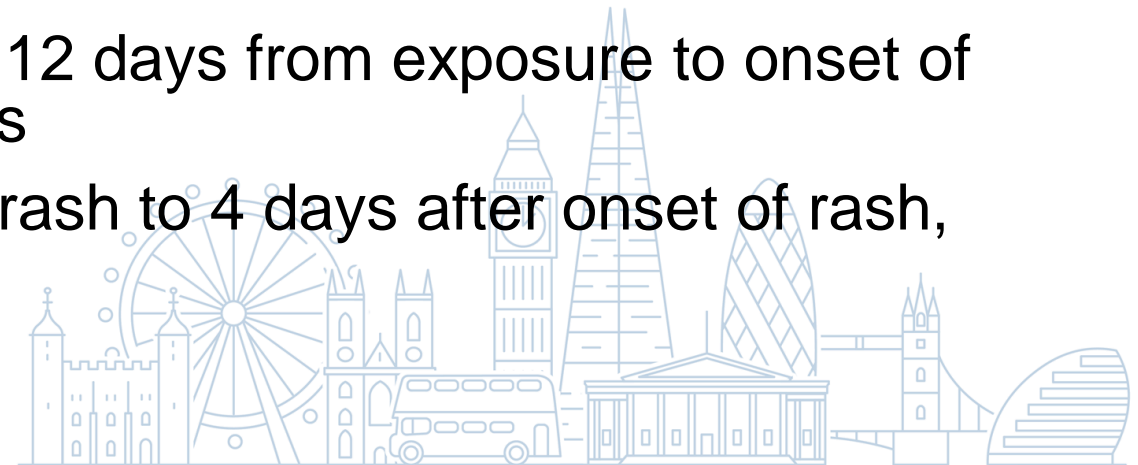 12 days from exposure to onset of
s
rash to 4 days after onset of rash,